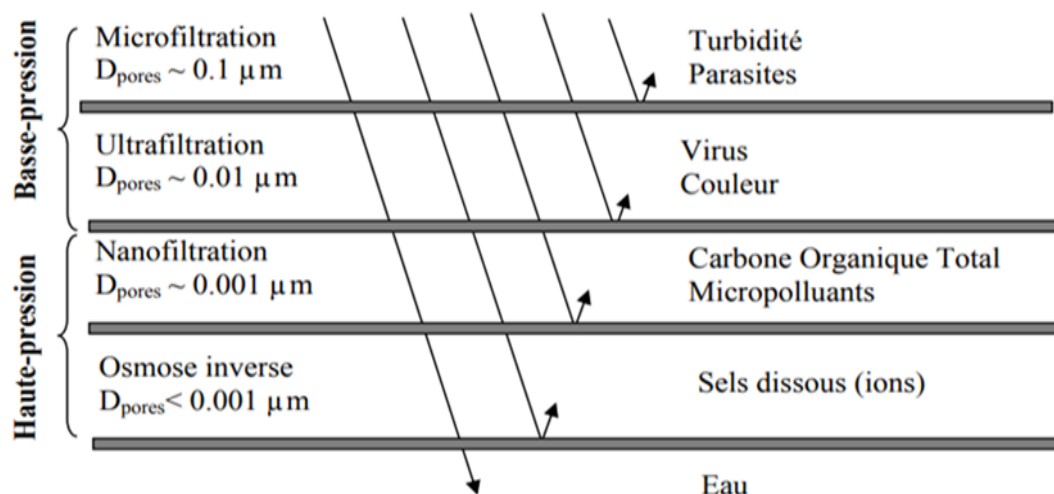 Basse-pression
Microfiltration
Dpores ~ 0.1 µm
Turbidité
Parasites
Ultrafiltration
Dpores ~ 0.01 µm
Virus
Couleur
Haute-pression
Nanofiltration
Dpores ~ 0.001 µm
Carbone Organique Total
Micropolluants
Osmose inverse
Dpores< 0.001 µm
Sels dissous (ions)
Eau